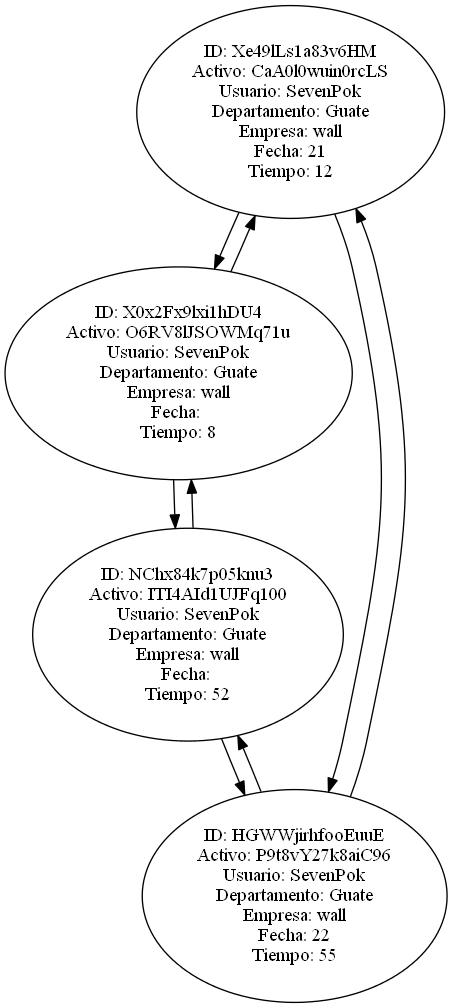 ID: Xe49lLs1a83v6HM
Activo: CaA0l0wuin0rcLS
Usuario: SevenPok
Departamento: Guate
Empresa: wall
Fecha: 21
Tiempo: 12
ID: X0x2Fx9lxi1hDU4
Activo: O6RV8lJSOWMq71u
Usuario: SevenPok
Departamento: Guate
Empresa: wall
Fecha:
Tiempo: 8
ID: NChx84k7p05knu3
Activo: ITI4AId1UJFq100
Usuario: SevenPok
Departamento: Guate
Empresa: wall
Fecha:
Tiempo: 52
ID: HGWWjirhfooEuuE
Activo: P9t8vY27k8aiC96
Usuario: SevenPok
Departamento: Guate
Empresa: wall
Fecha: 22
Tiempo: 55